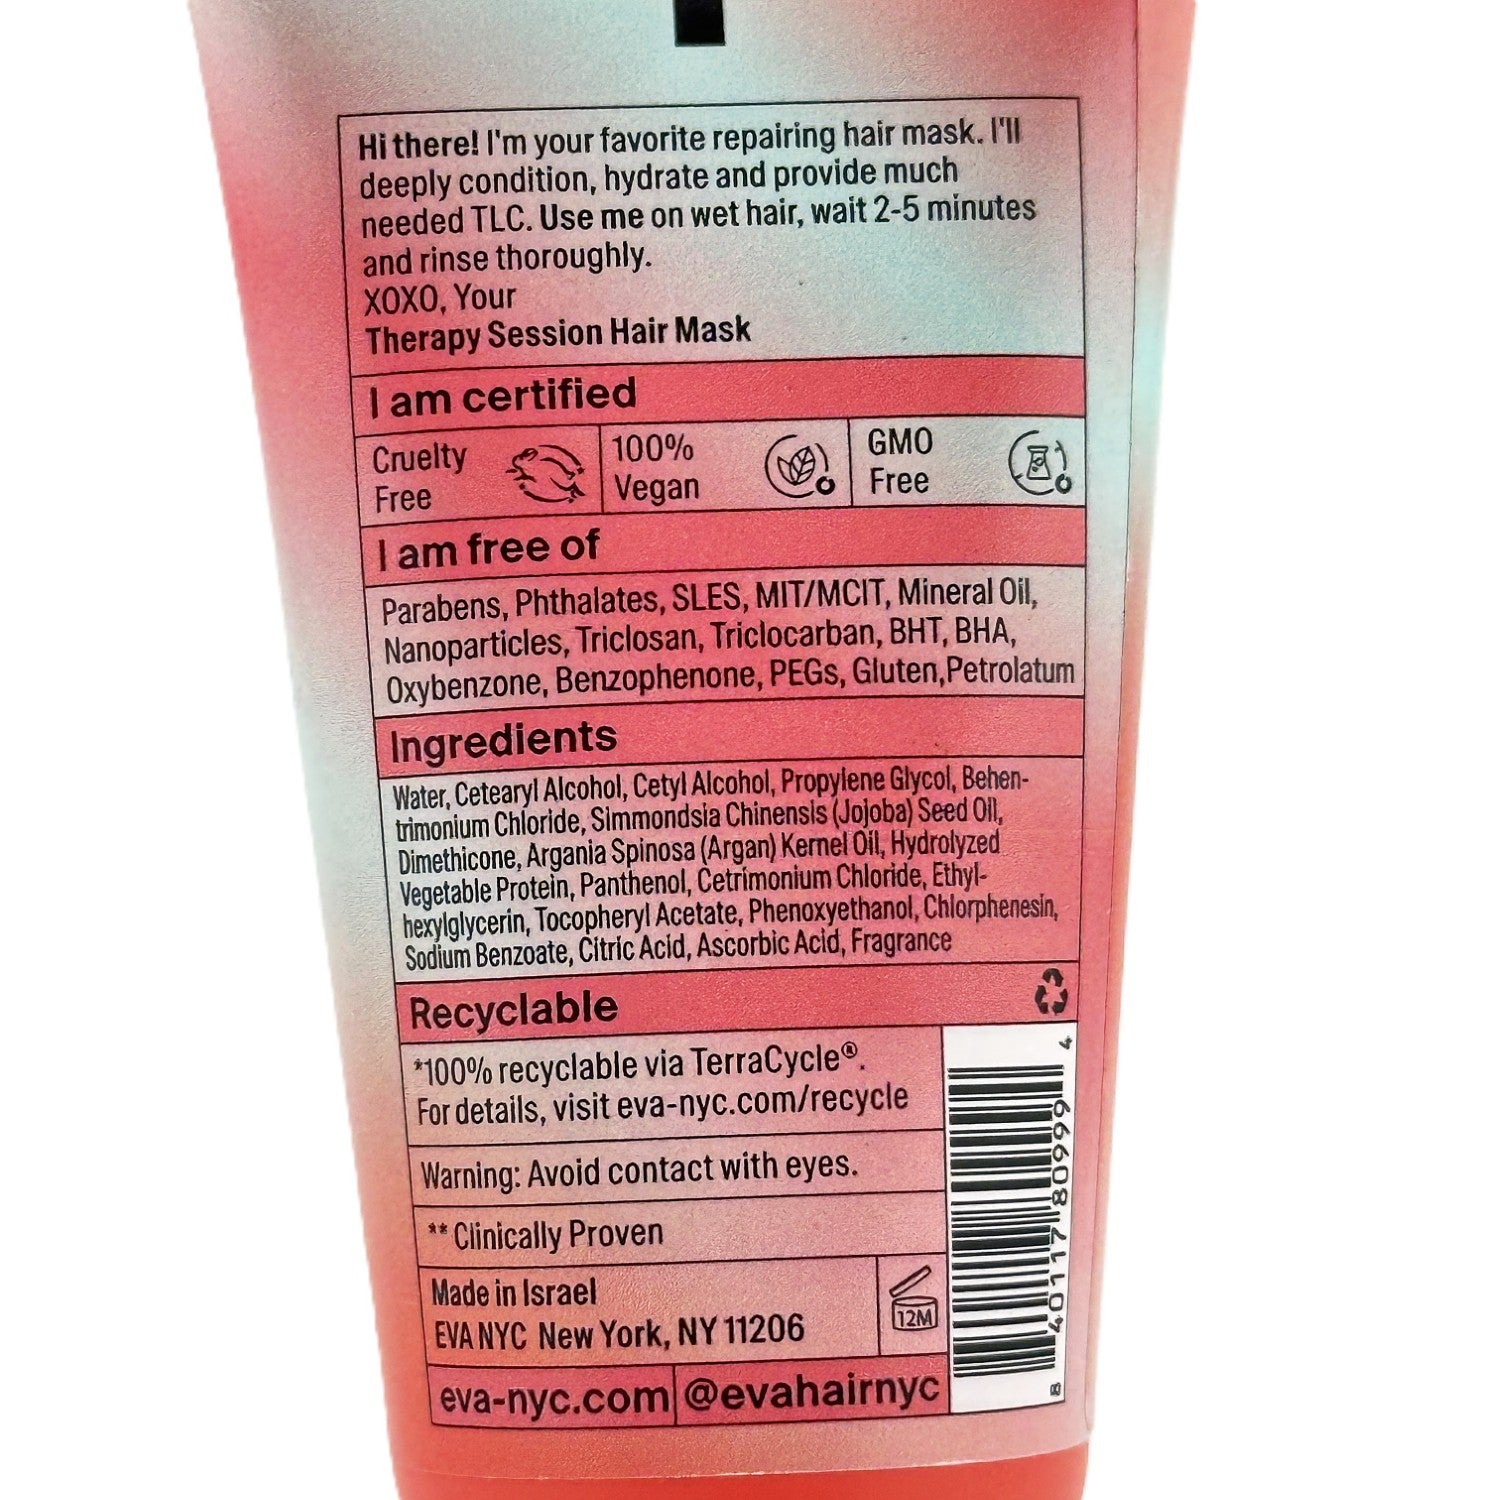 Hi there! I'm your favorite repairing hair mask. I'll
deeply condition, hydrate and provide much
needed TLC. Use me on wet hair, wait 2-5 minutes
and rinse thoroughly.
XOXO, Your
Therapy Session Hair Mask
I am certified
Cruelty
Free
100%
Vegan
GMO
Free
I am free of
Parabens, Phthalates, SLES, MIT/MCIT, Mineral Oil,
Nanoparticles, Triclosan, Triclocarban, BHT, BHA,
Oxybenzone, Benzophenone, PEGs, Gluten,Petrolatum
Ingredients
Water, Cetearyl Alcohol, Cetyl Alcohol, Propylene Glycol, Behen-
trimonium Chloride, Simmondsia Chinensis (Jojoba) Seed Oil,
Dimethicone, Argania Spinosa (Argan) Kernel Oil, Hydrolyzed
Vegetable Protein, Panthenol, Cetrimonium Chloride, Ethyl-
hexylglycerin, Tocopheryl Acetate, Phenoxyethanol, Chlorphenesin,
Sodium Benzoate, Citric Acid, Ascorbic Acid, Fragrance
Recyclable
*100% recyclable via TerraCycle®.
For details, visit eva-nyc.com/recycle
Warning: Avoid contact with eyes.
** Clinically Proven
Made in Israel
EVA NYC New York, NY 11206
12M
eva-nyc.com
@evahairnyc
8 40117 80999 4